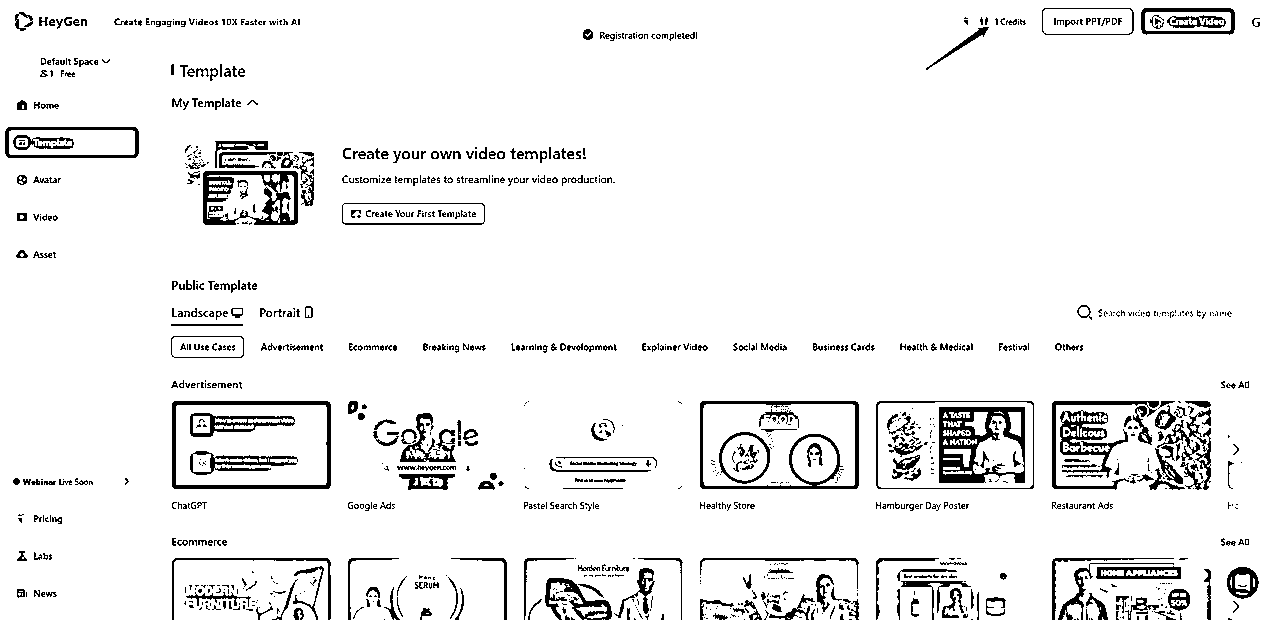 HeyGen
Create Engaging Videos 10X Faster with AI
Registration completed!
1 Credits
Import PPT/PDF
Create Video
G
Default Space
1 Free
Home
Template
Avatar
Video
Asset
Webinar Live Soon
Pricing
Labs
News
Template
My Template
Create your own video templates!
Customize templates to streamline your video production.
Create Your First Template
Public Template
Landscape
Portrait
Search video templates by name
All Use Cases
Advertisement
Ecommerce
Breaking News
Learning & Development
Explainer Video
Social Media
Business Cards
Health & Medical
Festival
Others
Advertisement
See All
Google
www.heygen.com
Social Media Marketing Strategy
FOOD
A TASTE
THAT
SHAPED
A NATION
Authentic
Delicious
Barbecue
ChatGPT
Google Ads
Pastel Search Style
Healthy Store
Hamburger Day Poster
Restaurant Ads
Ecommerce
See All
MODERN
FURNITURE
SERUM
Horden Furniture
HOME APPLIANCES